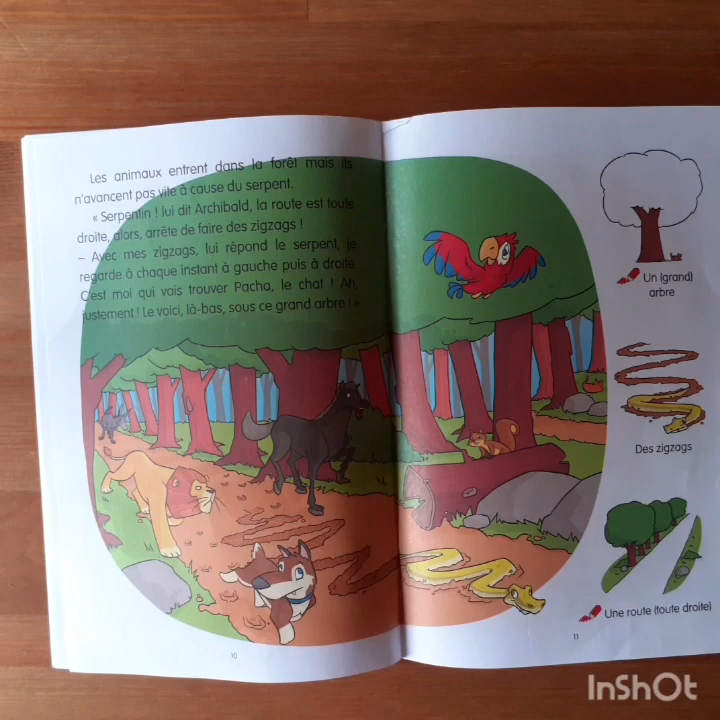 Les animaux entrent dans la forêt mais ils
n'avancent pas vite à cause du serpent.
« Serpentin ! lui dit Archibald, la route est toute
droite, alors, arrête de faire des zigzags !
– Avec mes zigzags, lui répond le serpent, je
regarde à chaque instant à gauche puis à droite.
C'est moi qui vais trouver Pacha, le chat ! Ah,
justement ! Le voici, là-bas, sous ce grand arbre ! »
10
Un (grand)
arbre
Des zigzags
Une route (toute droite)
11
InShOt